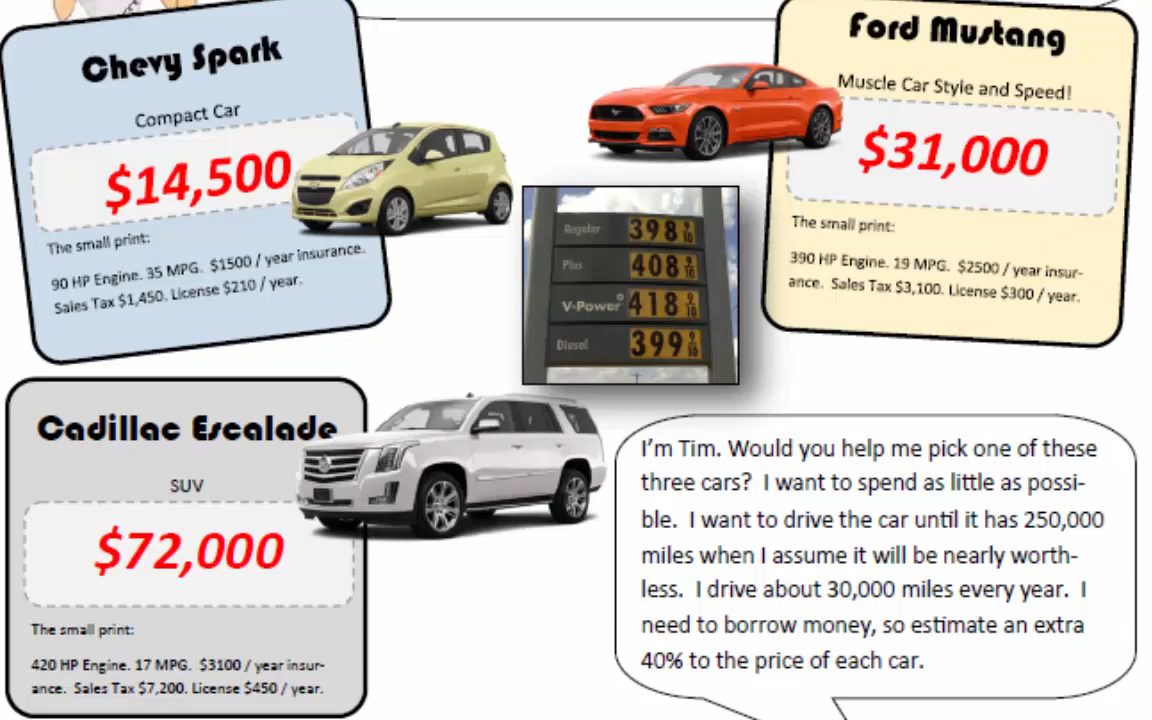 Chevy Spark
Compact Car
$14,500
The small print:
90 HP Engine. 35 MPG. $1500 / year insurance.
Sales Tax $1,450. License $210 / year.
Ford Mustang
Muscle Car Style and Speed!
$31,000
The small print:
390 HP Engine. 19 MPG. $2500 / year insur-
ance. Sales Tax $3,100. License $300 / year.
Regular 398 9/10
Plus 408 9/10
V-Power 418 9/10
Diesel 399 9/10
Cadillac Escalade
SUV
$72,000
The small print:
420 HP Engine. 17 MPG. $3100 / year insur-
ance. Sales Tax $7,200. License $450 / year.
I'm Tim. Would you help me pick one of these
three cars? I want to spend as little as possi-
ble. I want to drive the car until it has 250,000
miles when I assume it will be nearly worth-
less. I drive about 30,000 miles every year. I
need to borrow money, so estimate an extra
40% to the price of each car.